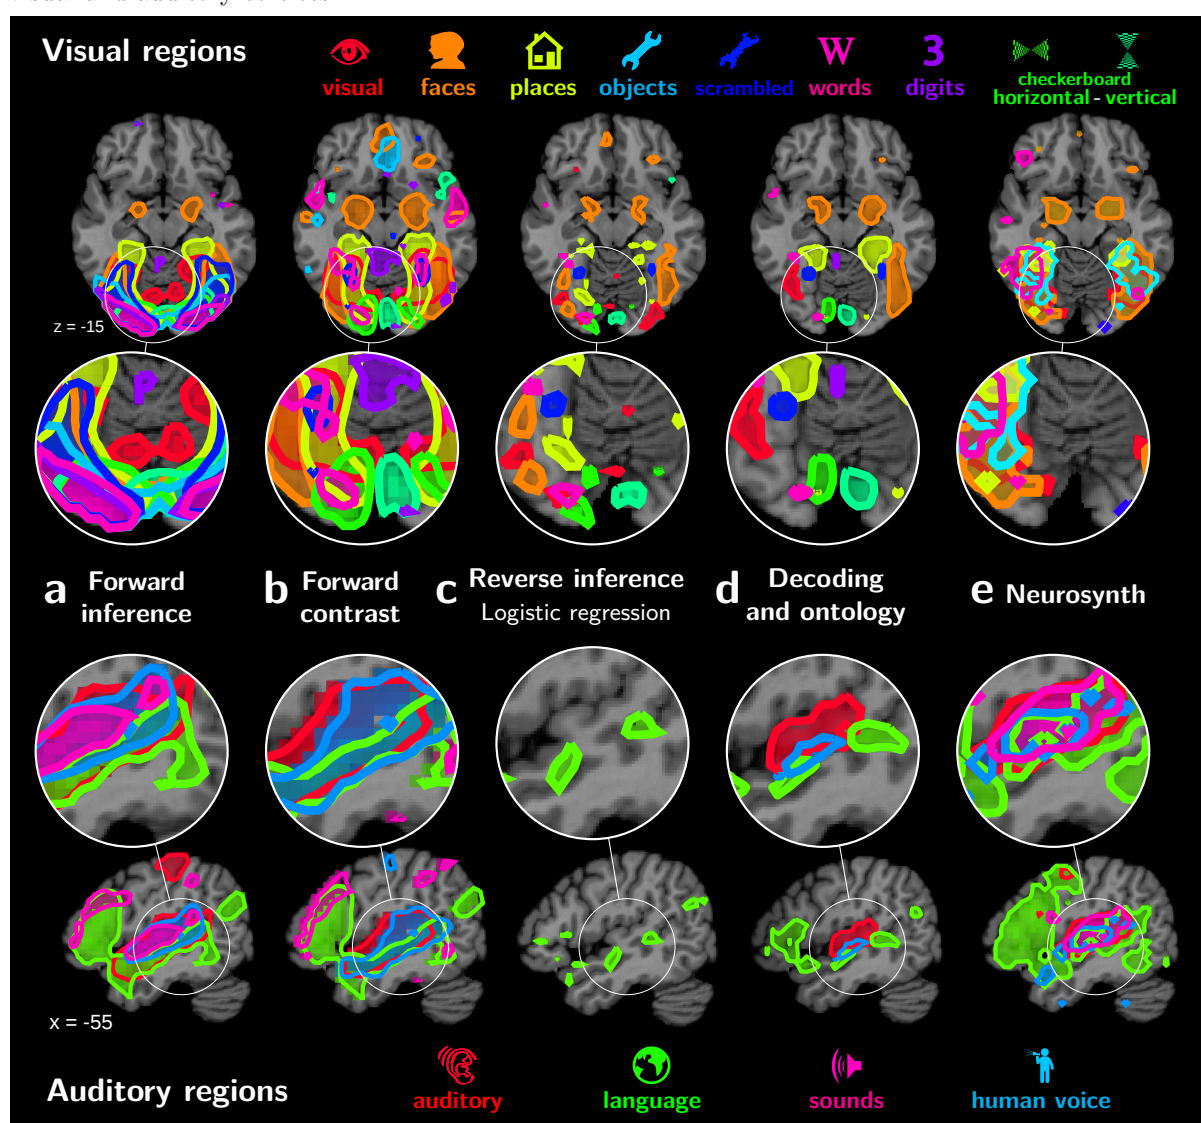 Visual regions
W
3
visual
faces
places
objects
scrambled
words
digits
checkerboard
horizontal - vertical
z = -15
a Forward inference
b Forward contrast
c Reverse inference
Logistic regression
d Decoding and ontology
e Neurosynth
x = -55
Auditory regions
auditory
language
sounds
human voice